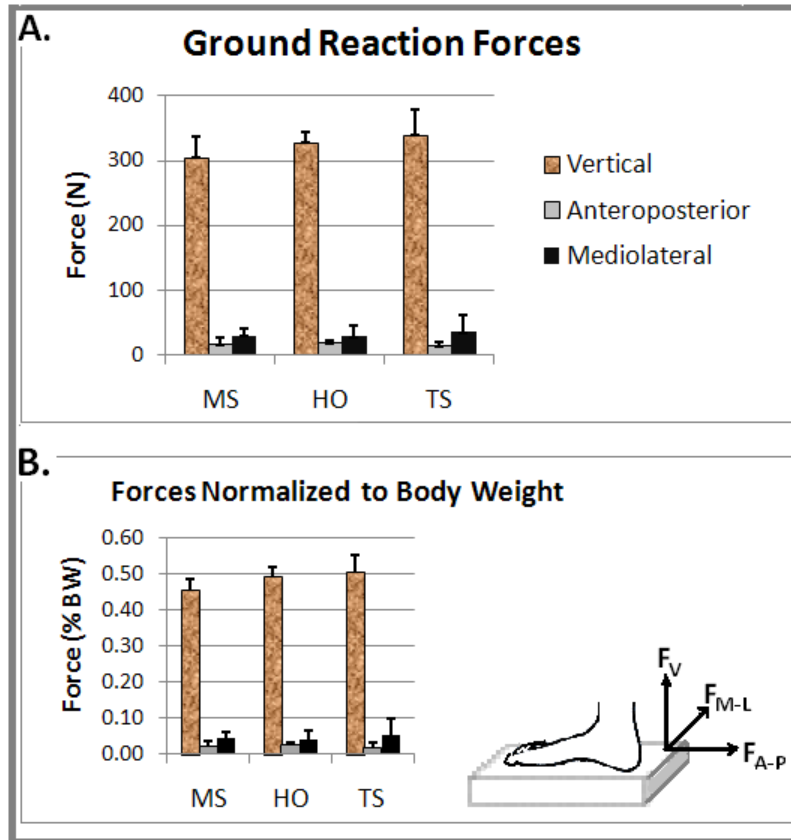 A.
Ground Reaction Forces
Force (N)
400
300
200
100
0
MS HO TS
Vertical
Anteroposterior
Mediolateral
B.
Forces Normalized to Body Weight
Force (% BW)
0.60
0.50
0.40
0.30
0.20
0.10
0.00
MS HO TS
FV
FM-L
FA-P